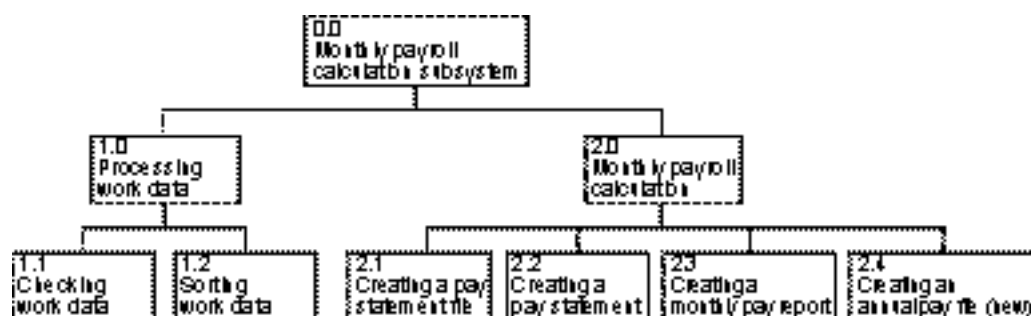 0.0
Monthly payroll
calculation subsystem
1.0
Processing
work data
2.0
Monthly payroll
calculation
1.1
Checking
work data
1.2
Sorting
work data
2.1
Creating a pay
statement file
2.2
Creating a
pay statement
2.3
Creating a
monthly pay report
2.4
Creating an
annual pay file (new)